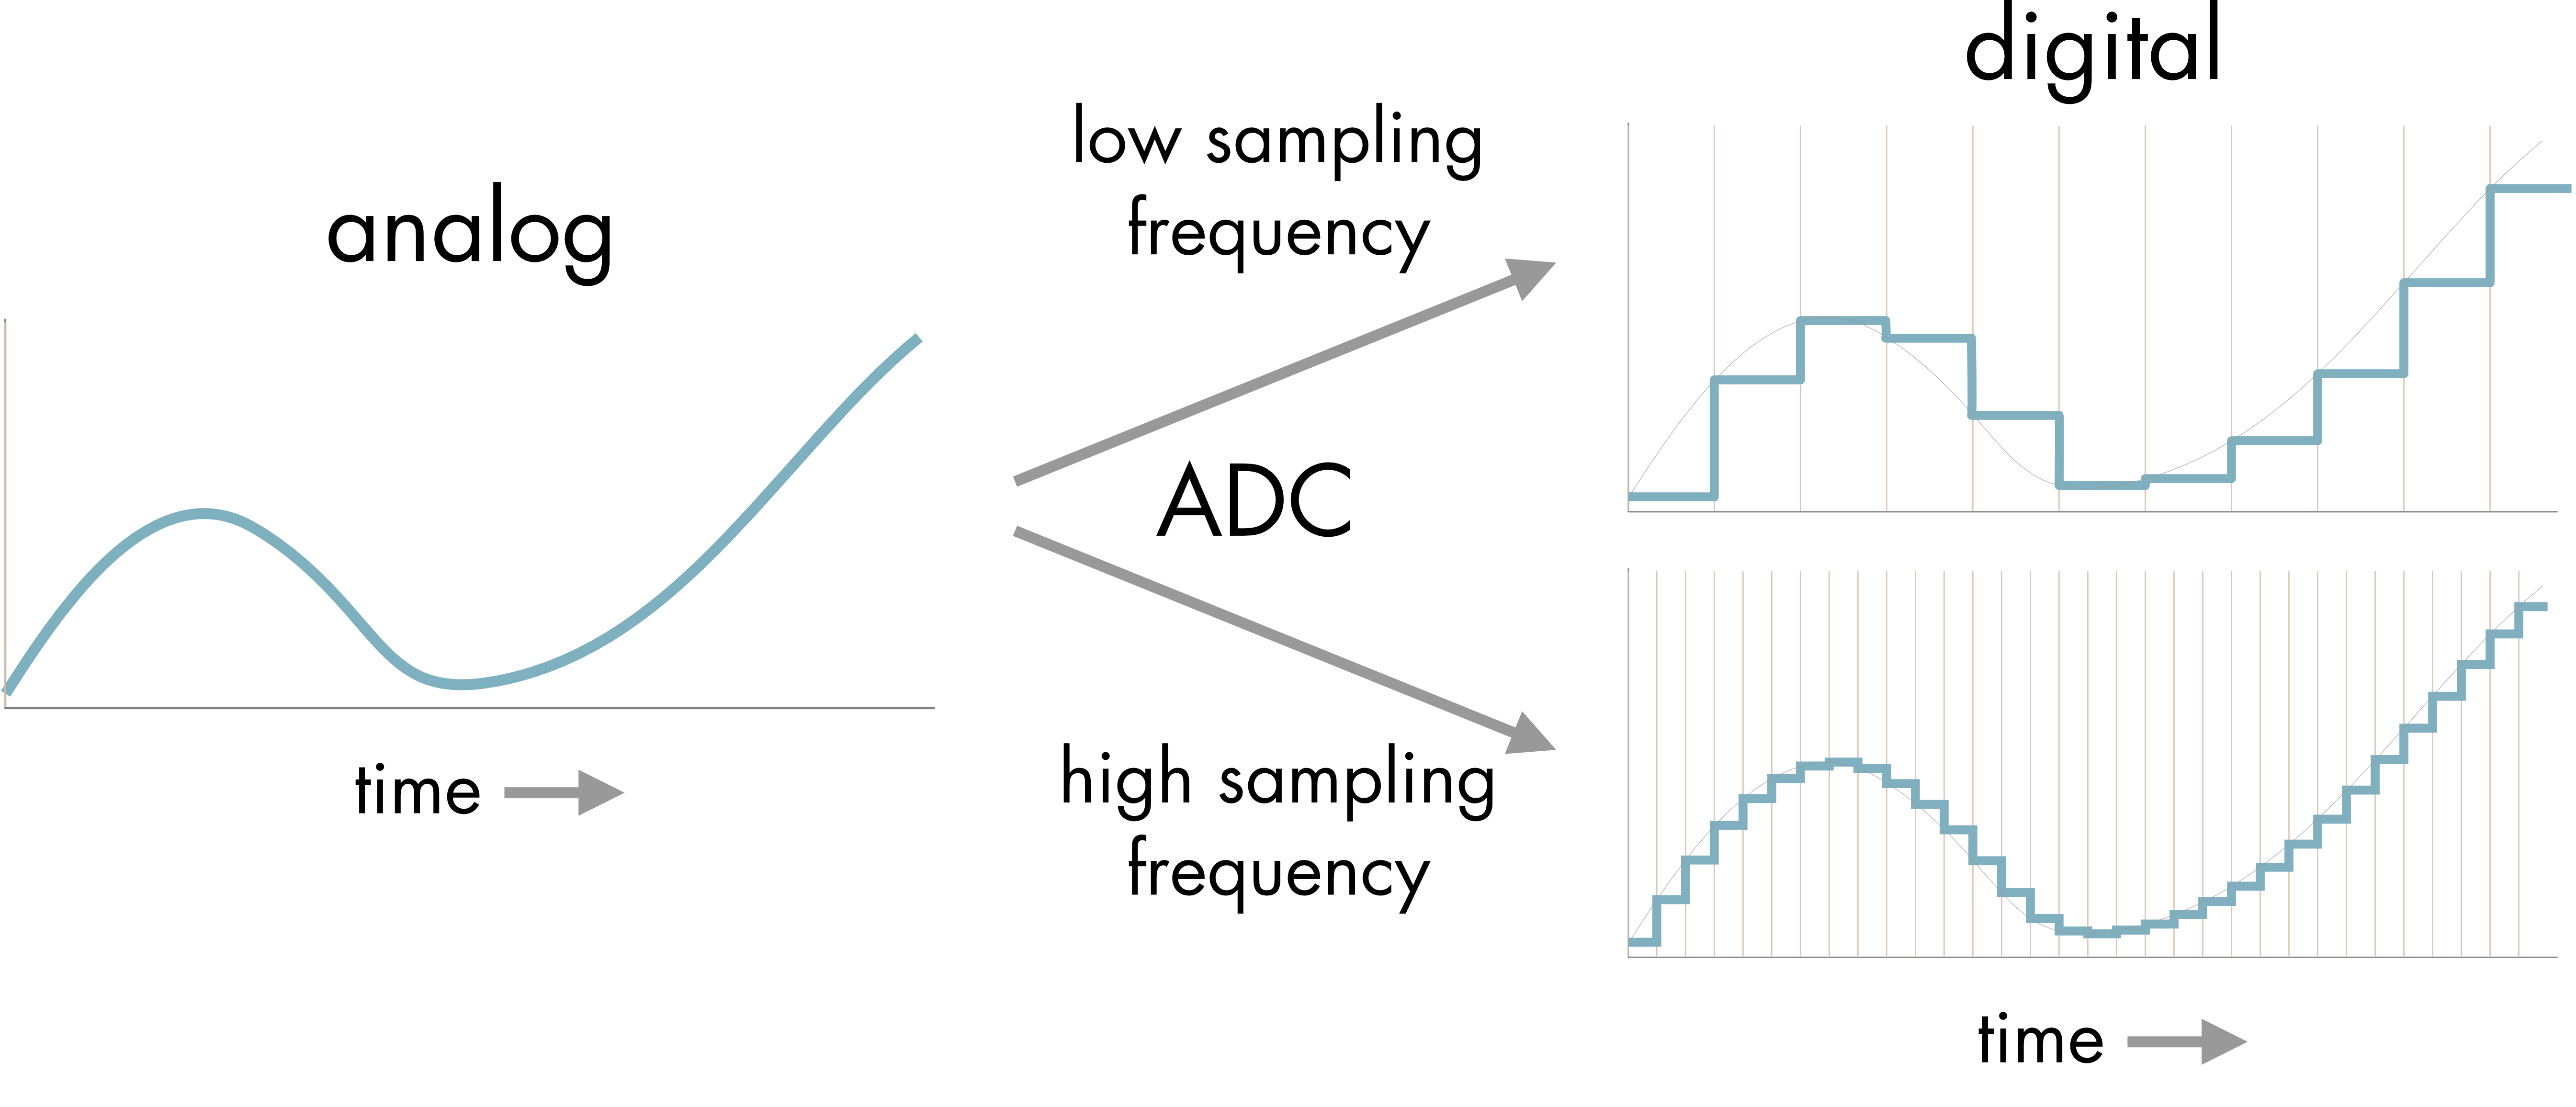 analog
time
low sampling
frequency
ADC
high sampling
frequency
digital
time